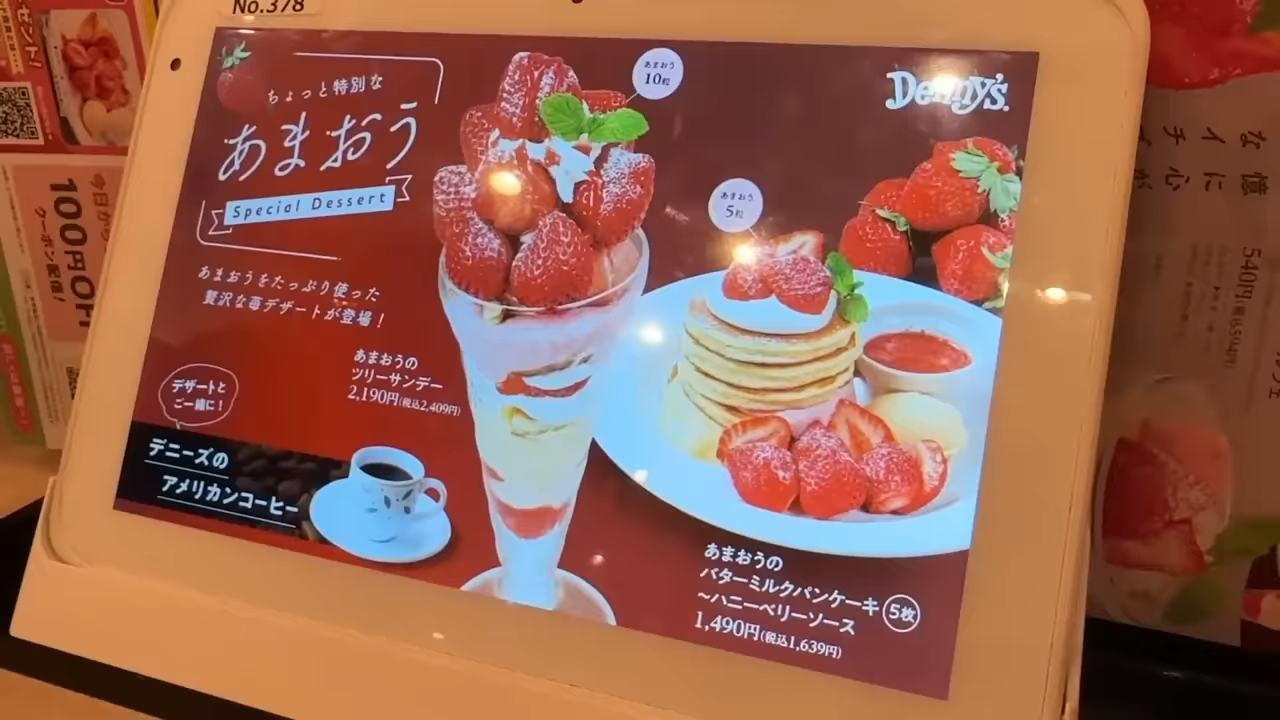 No.378
ちょっと特別な
あまおう
Special Dessert
あまおうをたっぷり使った
贅沢な苺デザートが登場！
あまおう
10粒
Denny's
あまおう
5粒
あまおうの
ツリーサンデー
2,190円(税込2,409円)
デザートと
ご一緒に！
デニーズの
アメリカンコーヒー
あまおうの
バターミルクパンケーキ 5枚
～ハニーベリーソース
1,490円(税込1,639円)
100円OFF
クーポン配信！
540円(税込594円)